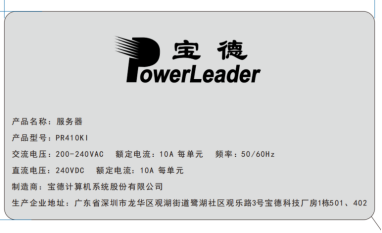 宝德
PowerLeader
产品名称：服务器
产品型号：PR410KI
交流电压：200-240VAC 额定电流：10A 每单元 频率：50/60Hz
直流电压：240VDC 额定电流：10A 每单元
制造商：宝德计算机系统股份有限公司
生产企业地址：广东省深圳市龙华区观湖街道鹭湖社区观乐路3号宝德科技厂房1栋501、402